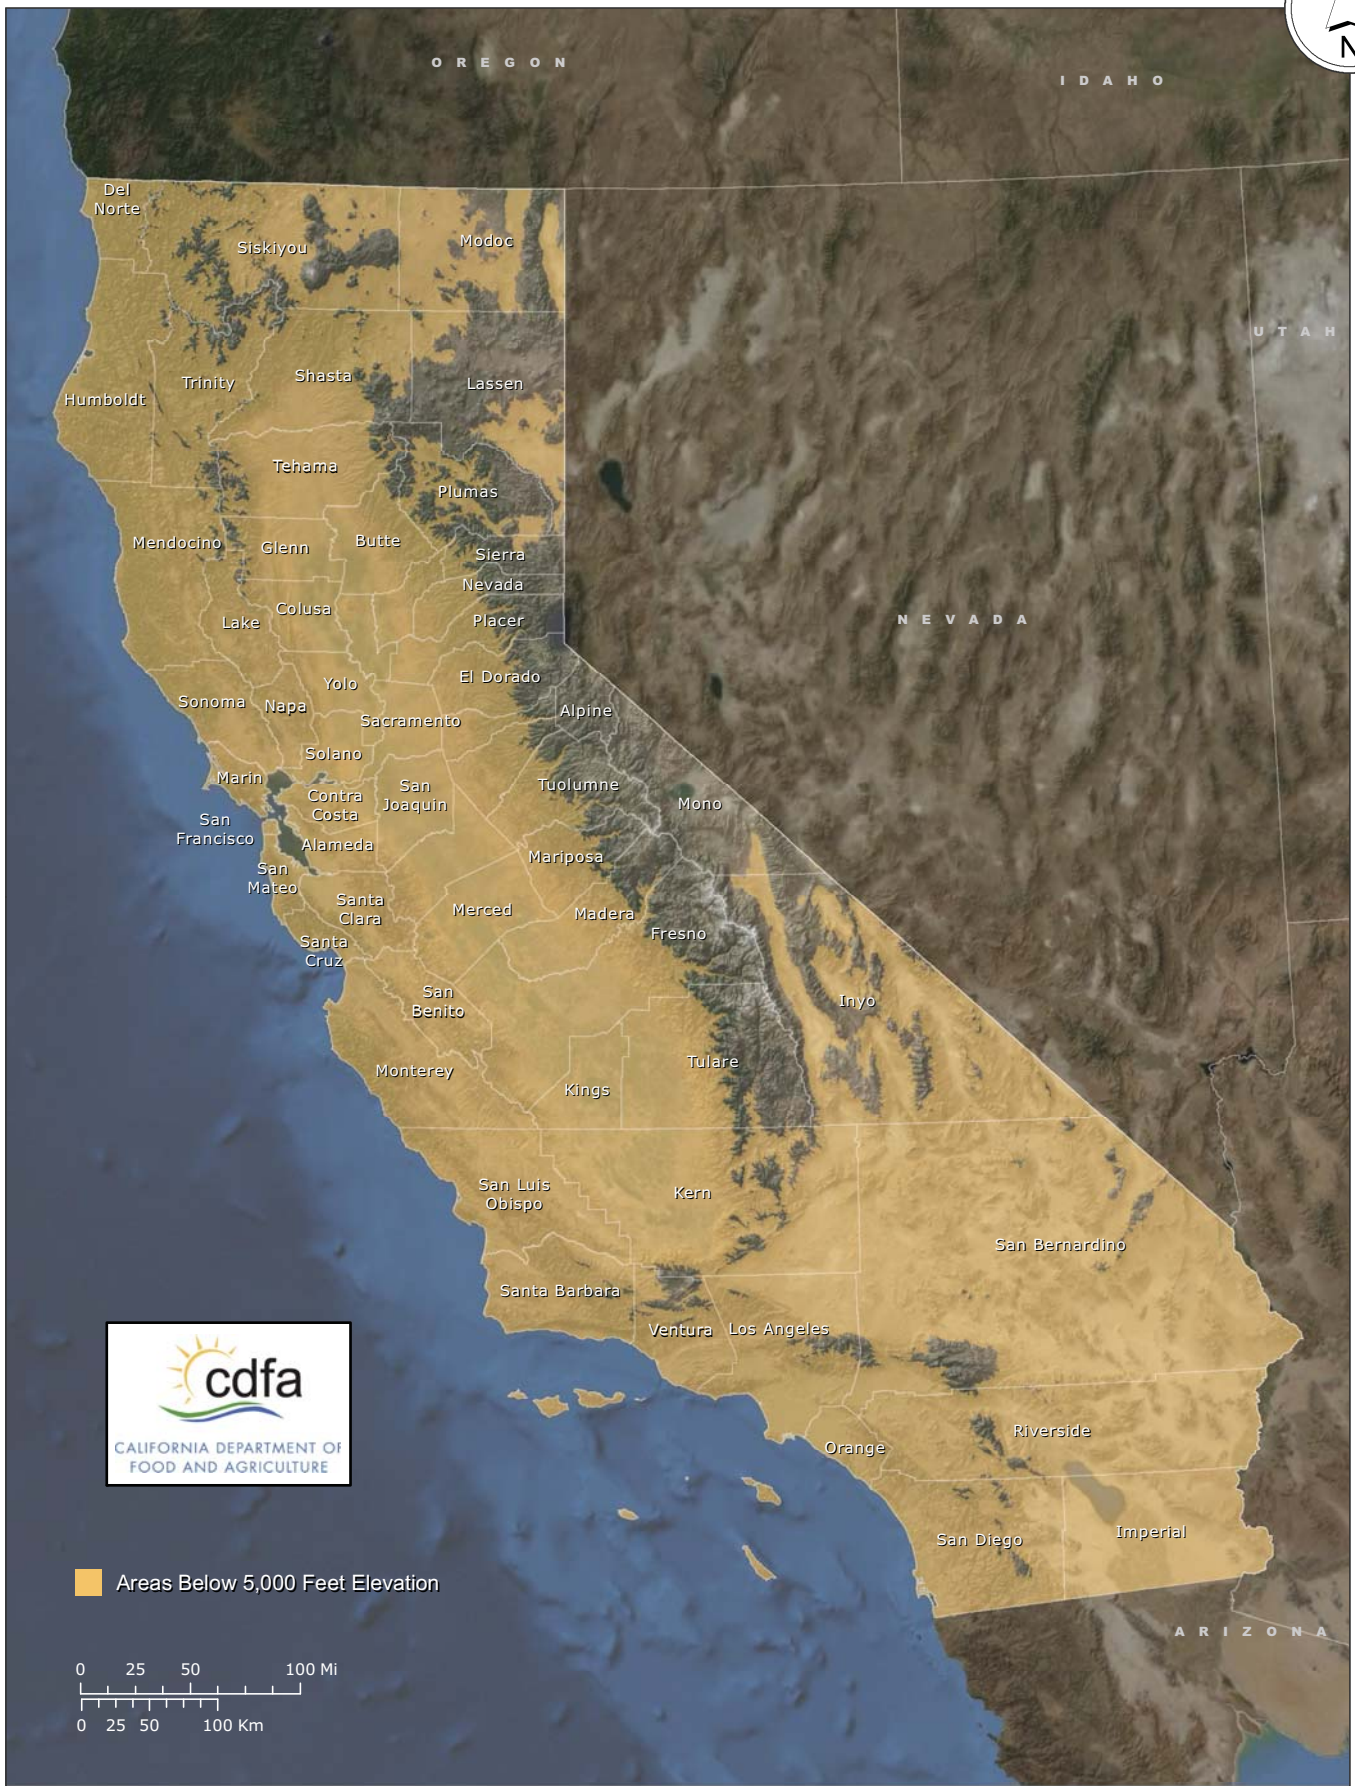 N
OREGON
IDAHO
Del
Norte
Siskiyou
Modoc
UTAH
Trinity
Shasta
Lassen
Humboldt
Tehama
Plumas
Mendocino
Glenn
Butte
Sierra
Nevada
Colusa
Lake
Placer
NEVADA
Yolo
El Dorado
Sonoma
Napa
Sacramento
Alpine
Solano
Marin
Contra
Costa
San
Joaquin
Tuolumne
Mono
San
Francisco
Alameda
Mariposa
San
Mateo
Santa
Clara
Merced
Madera
Fresno
Santa
Cruz
San
Benito
Inyo
Monterey
Kings
Tulare
San Luis
Obispo
Kern
San Bernardino
Santa Barbara
Ventura
Los Angeles
cdfa
CALIFORNIA DEPARTMENT OF
FOOD AND AGRICULTURE
Orange
Riverside
San Diego
Imperial
Areas Below 5,000 Feet Elevation
ARIZONA
0 25 50 100 Mi
0 25 50 100 Km